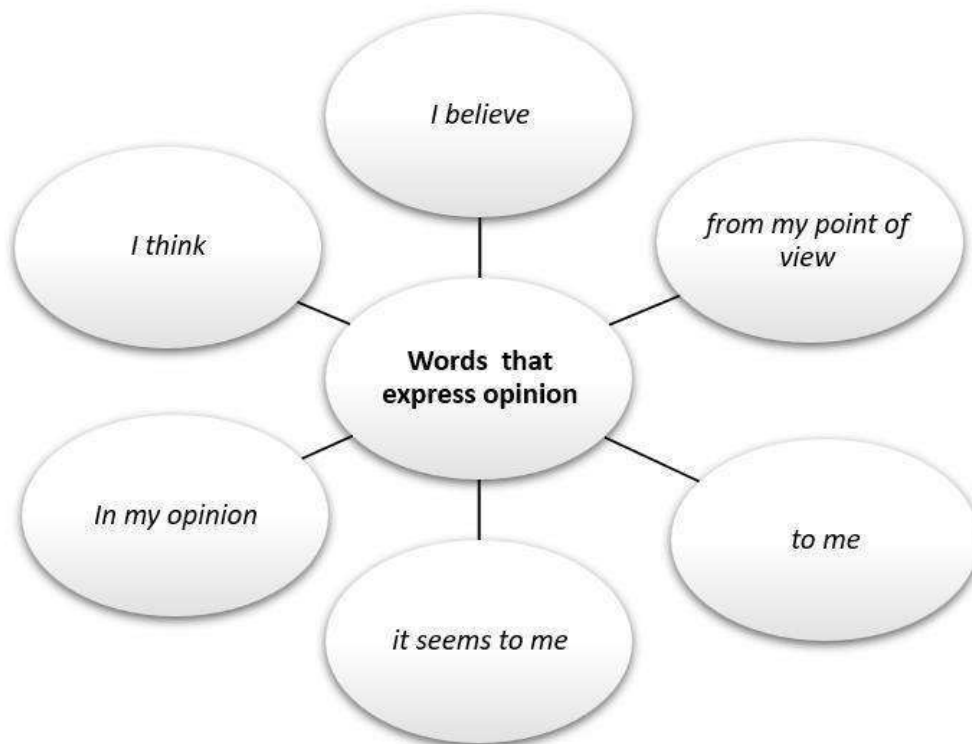 I believe
from my point of
view
I think
Words that
express opinion
In my opinion
to me
it seems to me